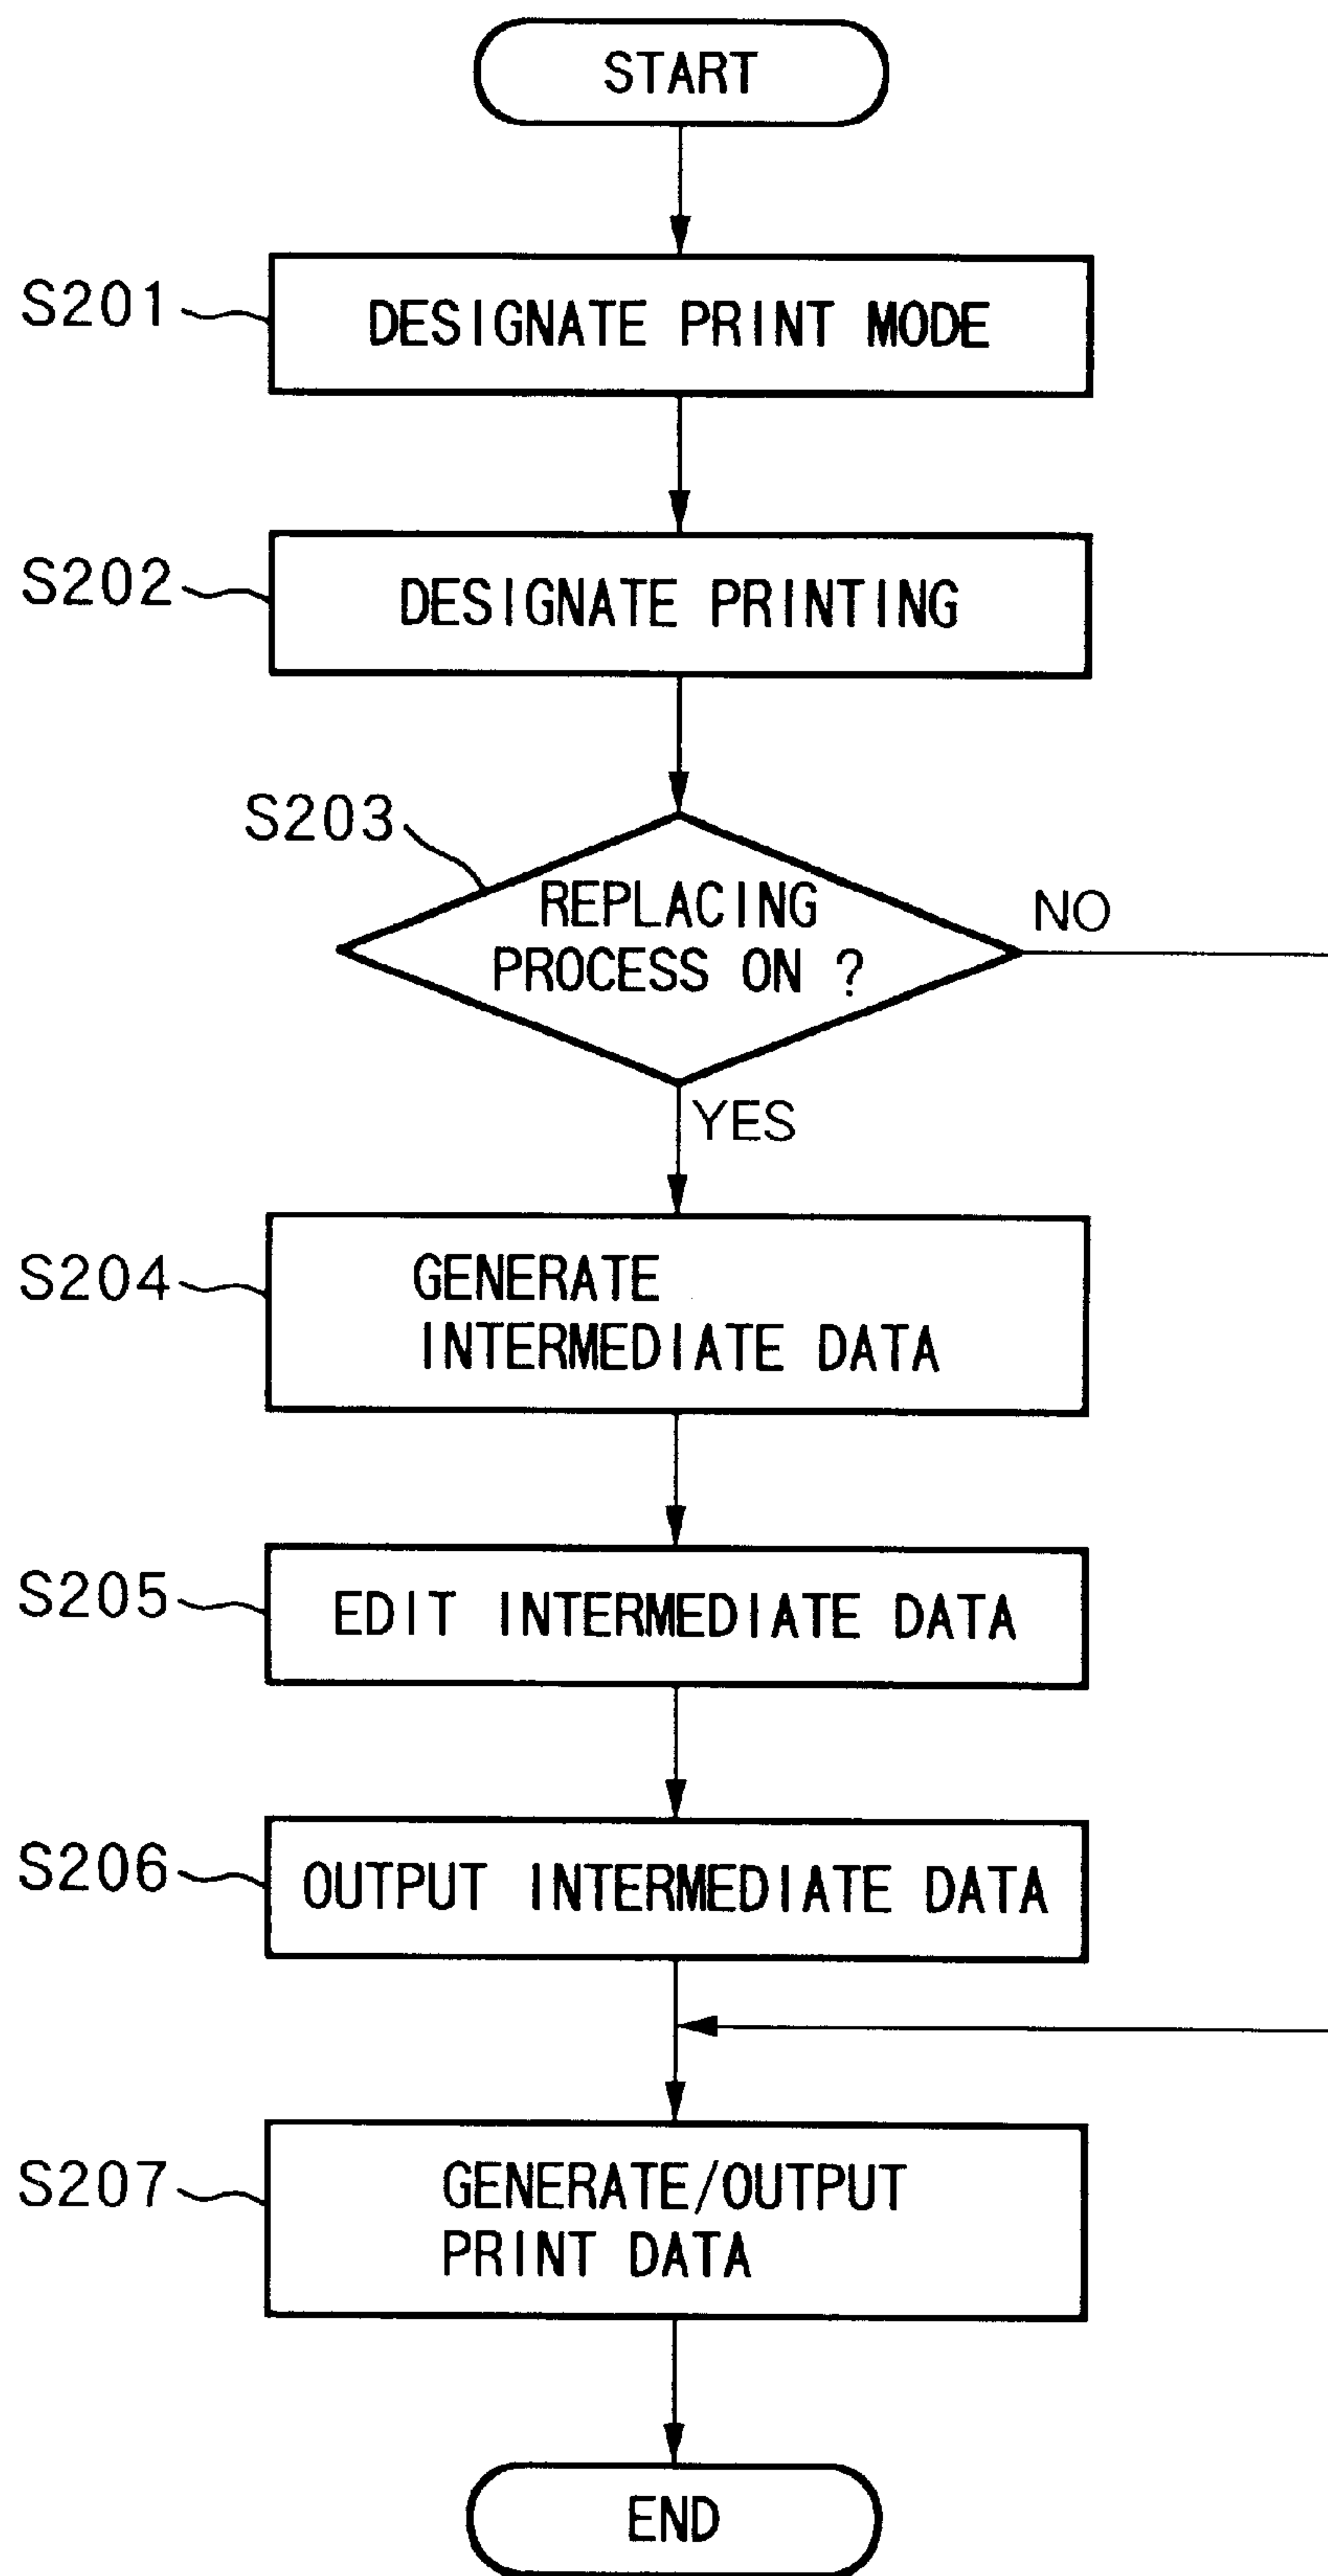 START
S201
DESIGNATE PRINT MODE
S202
DESIGNATE PRINTING
S203
REPLACING
PROCESS ON ?
NO
YES
S204
GENERATE
INTERMEDIATE DATA
S205
EDIT INTERMEDIATE DATA
S206
OUTPUT INTERMEDIATE DATA
S207
GENERATE/OUTPUT
PRINT DATA
END